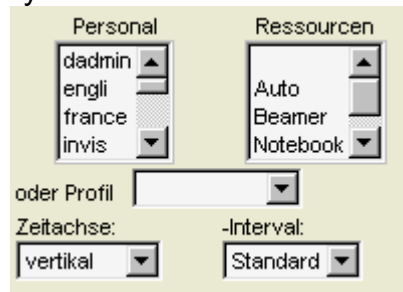 Personal Ressourcen
dadmin
engli Auto
france Beamer
invis Notebook
oder Profil
Zeitachse: -Interval:
vertikal Standard